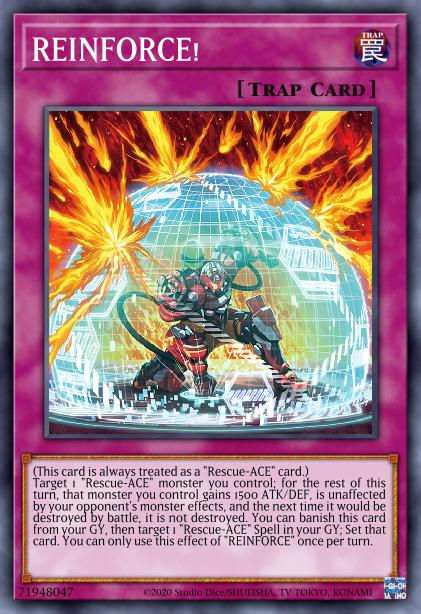 REINFORCE!
TRAP
罠
[TRAP CARD]
(This card is always treated as a "Rescue-ACE" card.)
Target 1 "Rescue-ACE" monster you control; for the rest of this
turn, that monster you control gains 1500 ATK/DEF, is unaffected
by your opponent's monster effects, and the next time it would be
destroyed by battle, it is not destroyed. You can banish this card
from your GY, then target 1 "Rescue-ACE" Spell in your GY; Set that
card. You can only use this effect of "REINFORCE" once per turn.
71948047
©2020 Studio Dice/SHUEISHA, TV TOKYO, KONAMI